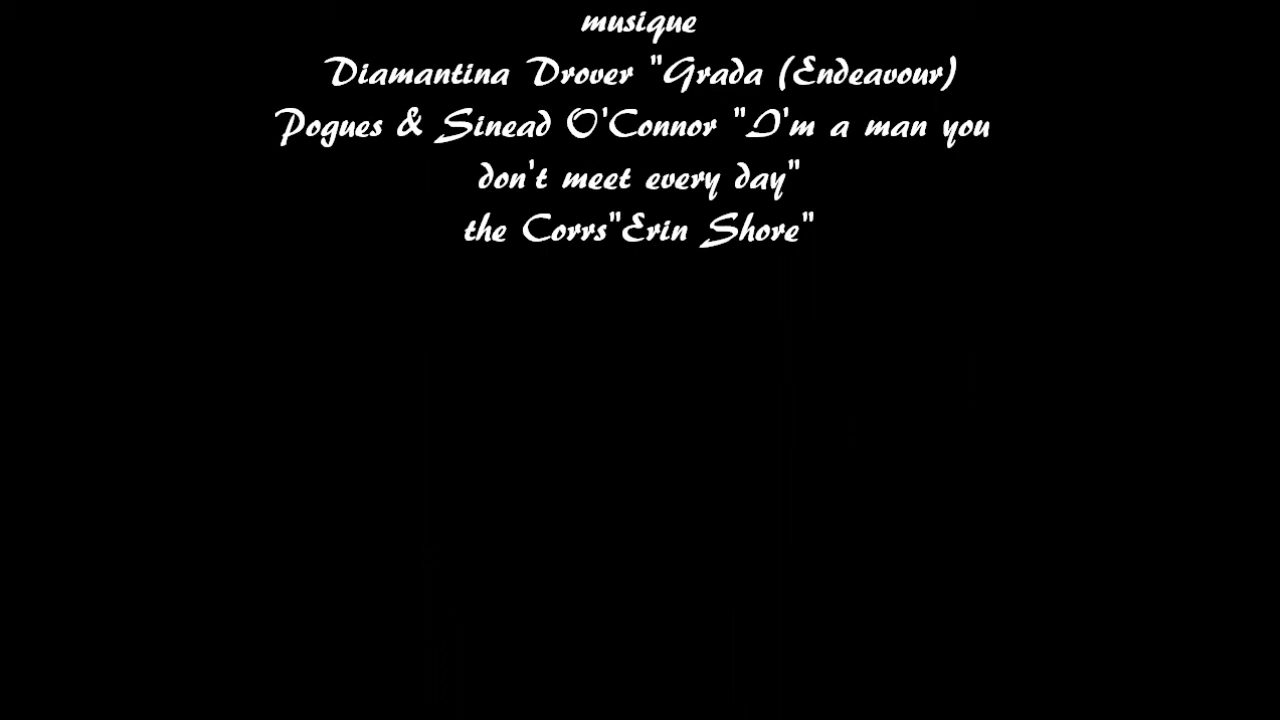 musique
Diamantina Drover "Grada (Endeavour)
Pogues & Sinead O'Connor "I'm a man you
don't meet every day"
the Corrs"Erin Shore"